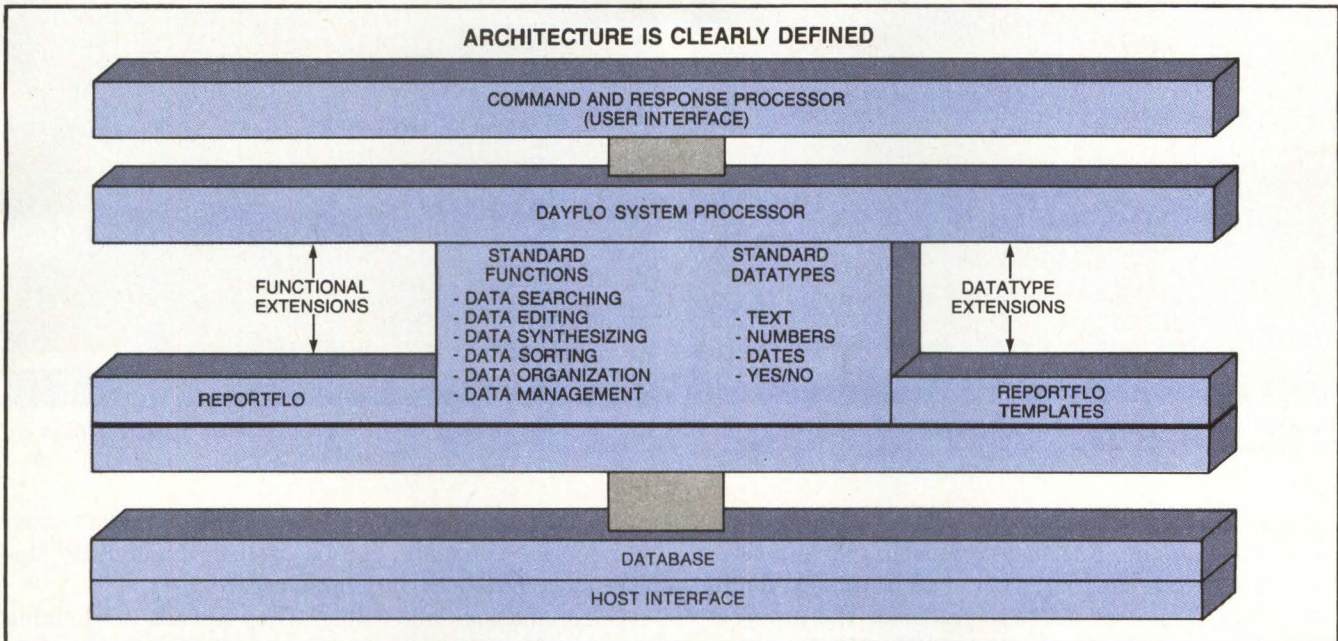 ARCHITECTURE IS CLEARLY DEFINED
COMMAND AND RESPONSE PROCESSOR
(USER INTERFACE)
DAYFLO SYSTEM PROCESSOR
FUNCTIONAL
EXTENSIONS
STANDARD
FUNCTIONS
- DATA SEARCHING
- DATA EDITING
- DATA SYNTHESIZING
- DATA SORTING
- DATA ORGANIZATION
- DATA MANAGEMENT
STANDARD
DATATYPES
- TEXT
- NUMBERS
- DATES
- YES/NO
DATATYPE
EXTENSIONS
REPORTFLO
REPORTFLO
TEMPLATES
DATABASE
HOST INTERFACE